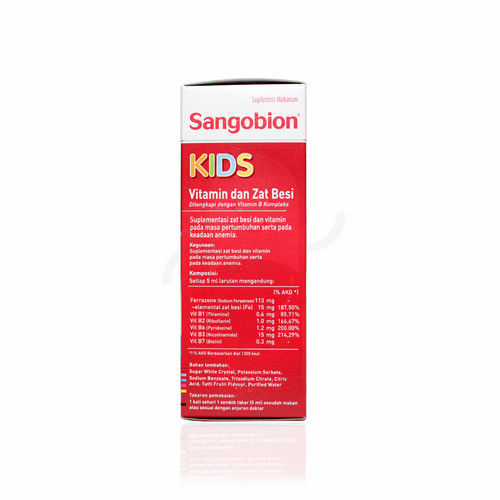 Suplemen Makanan
Sangobion®
KIDS
Vitamin dan Zat Besi
Dilengkapi dengan Vitamin B Kompleks
Suplementasi zat besi dan vitamin
pada masa pertumbuhan serta pada
keadaan anemia.
Kegunaan:
Suplementasi zat besi dan vitamin
pada masa pertumbuhan serta
pada keadaan anemia.
Komposisi:
Setiap 5 ml larutan mengandung:
(% AKG *)
Ferrazone (Sodium Feredetate) 113 mg -
~elemental zat besi (Fe) 15 mg 187,50%
Vit B1 (Thiamine) 0.6 mg 85,71%
Vit B2 (Riboflavin) 1.0 mg 166,67%
Vit B6 (Pyridoxine) 1.2 mg 200.00%
Vit B3 (Nicotinamide) 15 mg 214,29%
Vit B7 (Biotin) 0.3 mg -
*) % AKG Berdasarkan diet 1300 kkal
Bahan tambahan:
Sugar White Crystal, Potassium Sorbate,
Sodium Benzoate, Trisodium Citrate, Citric
Acid, Tutti Frutti Flavour, Purified Water
Takaran pemakaian:
1 kali sehari 1 sendok takar (5 ml) sesudah makan
atau sesuai dengan anjuran dokter